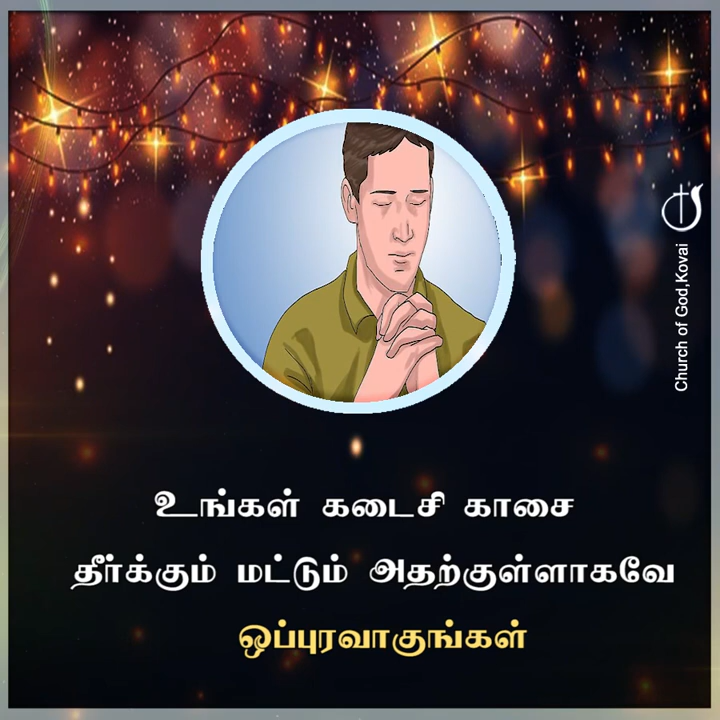 Church of God,Kovai
உங்கள் கடைசி காசை
தீர்க்கும் மட்டும் அதற்குள்ளாகவே
ஒப்புரவாகுங்கள்